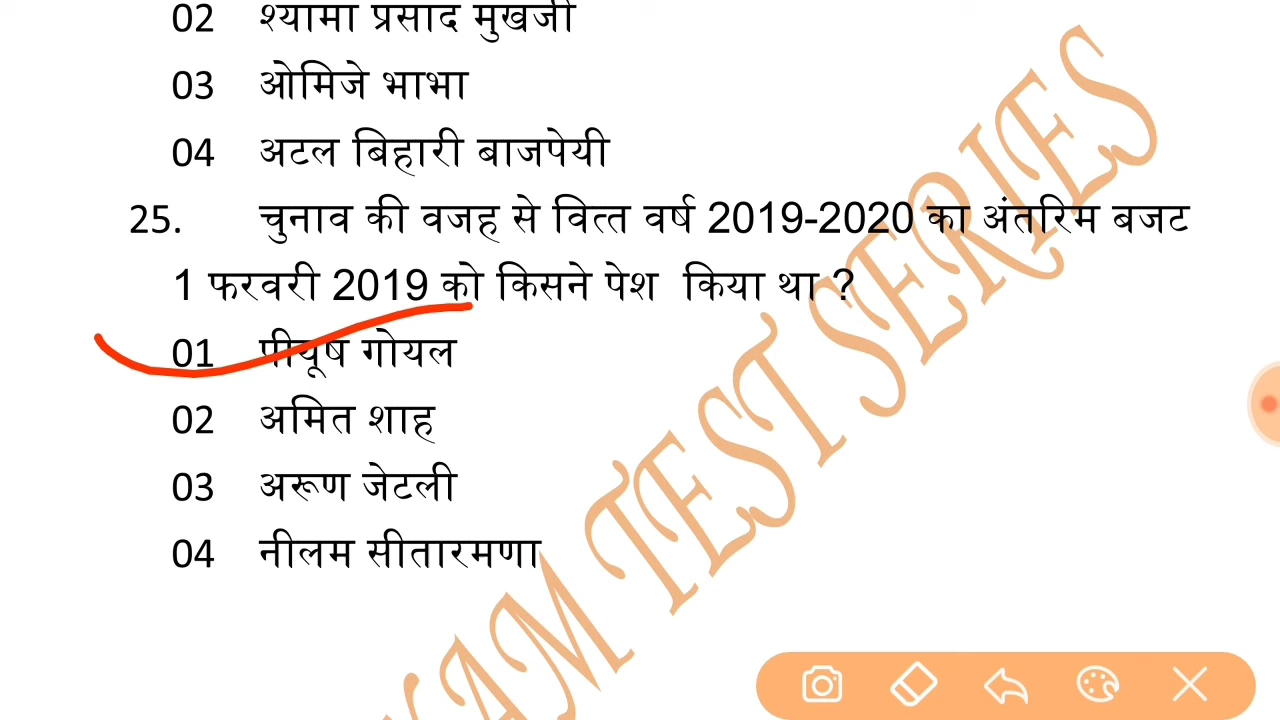 02 श्यामा प्रसाद मुखर्जी
03 ओमिजे भाभा
04 अटल बिहारी बाजपेयी
25. चुनाव की वजह से वित्त वर्ष 2019-2020 का अंतरिम बजट
1 फरवरी 2019 को किसने पेश किया था ?
01 पीयूष गोयल
02 अमित शाह
03 अरूण जेटली
04 नीलम सीतारमणा
TEST SERIES